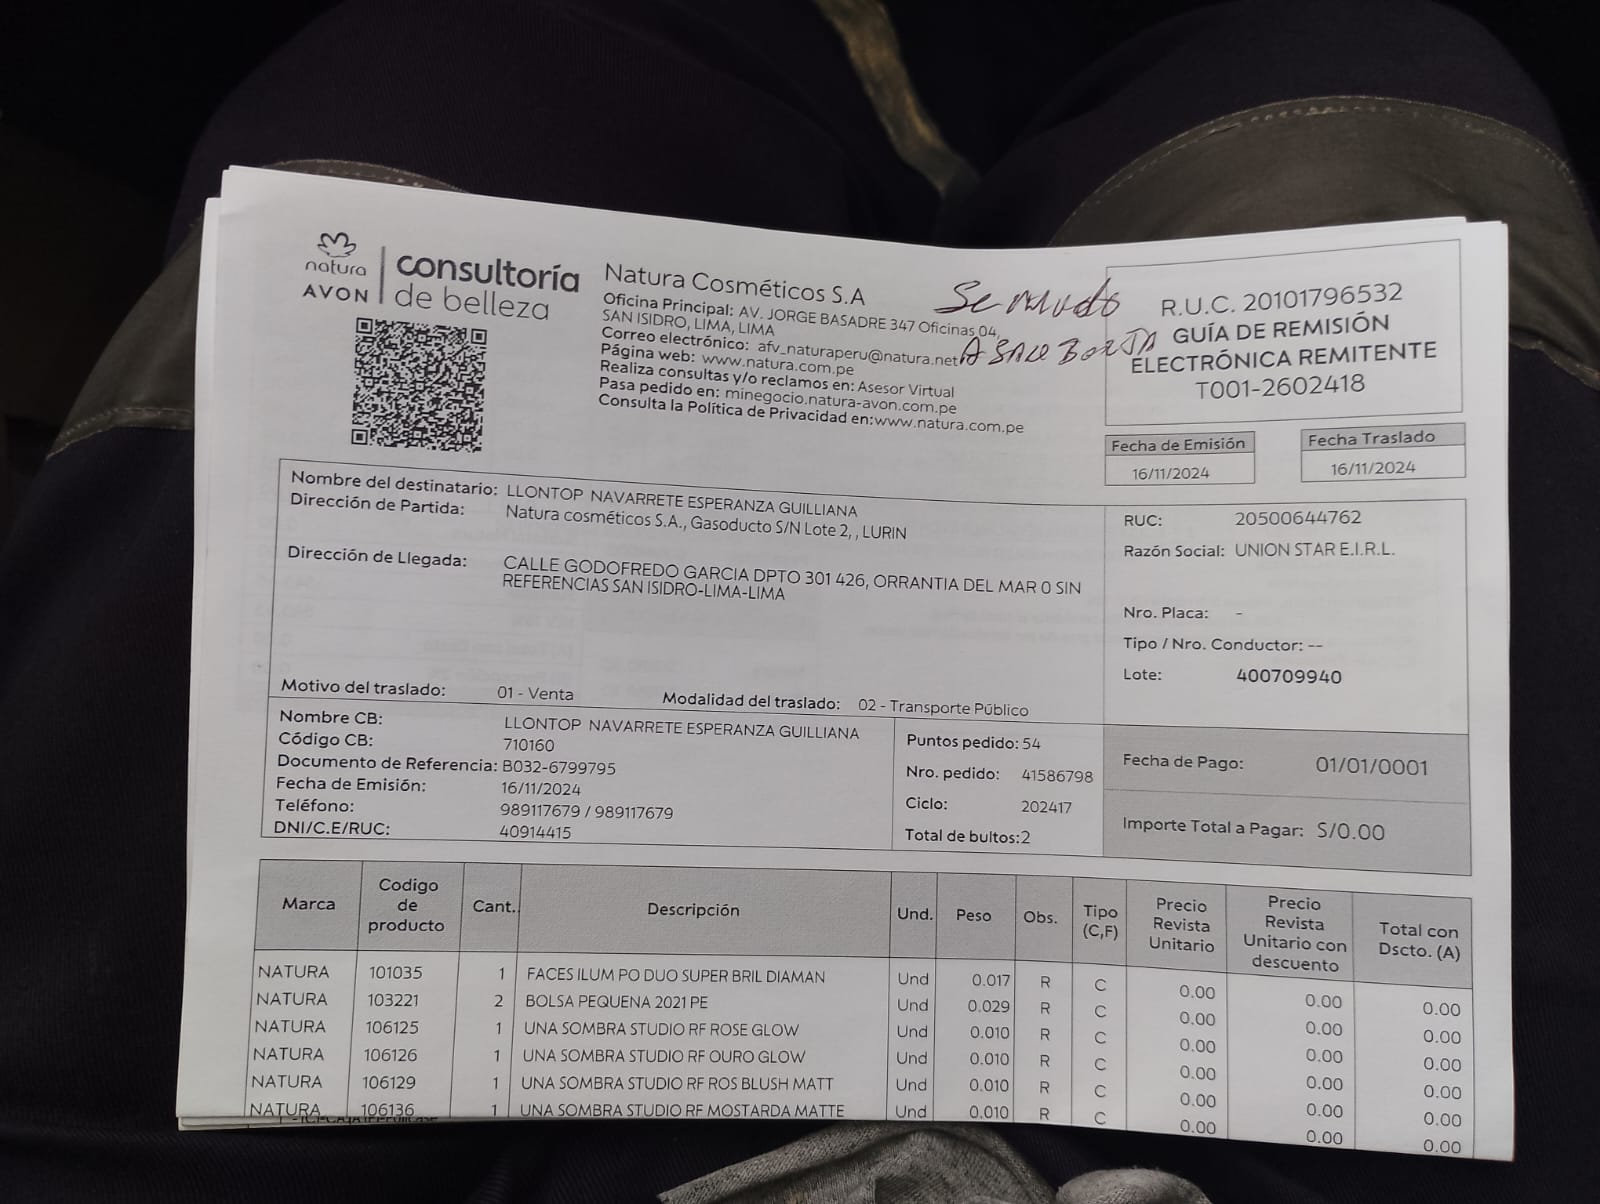 natura
AVON
consultoría
de belleza
Natura Cosméticos S.A
Oficina Principal: AV. JORGE BASADRE 347 Oficinas 04,
SAN ISIDRO, LIMA, LIMA
Correo electrónico: afv_naturaperu@natura.net
Página web: www.natura.com.pe
Realiza consultas y/o reclamos en: Asesor Virtual
Pasa pedido en: minegocio.natura-avon.com.pe
Consulta la Política de Privacidad en:www.natura.com.pe
Se mudo
A SALE BORJA
R.U.C. 20101796532
GUÍA DE REMISIÓN
ELECTRÓNICA REMITENTE
T001-2602418
Fecha de Emisión Fecha Traslado
16/11/2024 16/11/2024
Nombre del destinatario: LLONTOP NAVARRETE ESPERANZA GUILLIANA
Dirección de Partida: Natura cosméticos S.A., Gasoducto S/N Lote 2, , LURIN
Dirección de Llegada: CALLE GODOFREDO GARCIA DPTO 301 426, ORRANTIA DEL MAR 0 SIN
REFERENCIAS SAN ISIDRO-LIMA-LIMA
Motivo del traslado: 01 - Venta Modalidad del traslado: 02 - Transporte Público
RUC: 20500644762
Razón Social: UNION STAR E.I.R.L.
Nro. Placa: -
Tipo / Nro. Conductor: --
Lote: 400709940
Nombre CB: LLONTOP NAVARRETE ESPERANZA GUILLIANA
Código CB: 710160
Documento de Referencia: B032-6799795
Fecha de Emisión: 16/11/2024
Teléfono: 989117679 / 989117679
DNI/C.E/RUC: 40914415
Puntos pedido: 54
Nro. pedido: 41586798
Ciclo: 202417
Total de bultos:2
Fecha de Pago: 01/01/0001
Importe Total a Pagar: S/0.00
Marca Codigo de producto Cant. Descripción Und. Peso Obs. Tipo (C,F) Precio Revista Unitario Precio Revista Unitario con descuento Total con Dscto. (A)
NATURA 101035 1 FACES ILUM PO DUO SUPER BRIL DIAMAN Und 0.017 R C 0.00 0.00 0.00
NATURA 103221 2 BOLSA PEQUENA 2021 PE Und 0.029 R C 0.00 0.00 0.00
NATURA 106125 1 UNA SOMBRA STUDIO RF ROSE GLOW Und 0.010 R C 0.00 0.00 0.00
NATURA 106126 1 UNA SOMBRA STUDIO RF OURO GLOW Und 0.010 R C 0.00 0.00 0.00
NATURA 106129 1 UNA SOMBRA STUDIO RF ROS BLUSH MATT Und 0.010 R C 0.00 0.00 0.00
NATURA 106136 1 UNA SOMBRA STUDIO RF MOSTARDA MATTE Und 0.010 R C 0.00 0.00 0.00